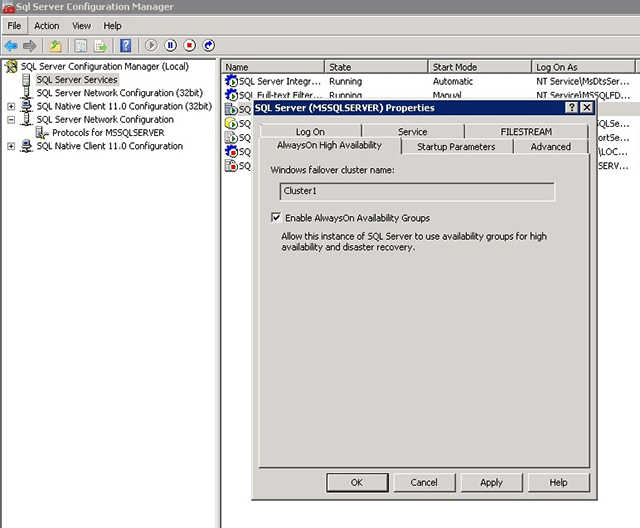 Sql Server Configuration Manager
File Action View Help
SQL Server Configuration Manager (Local)
SQL Server Services
SQL Server Network Configuration (32bit)
SQL Native Client 11.0 Configuration (32bit)
SQL Server Network Configuration
Protocols for MSSQLSERVER
SQL Native Client 11.0 Configuration
Name State Start Mode Log On As
SQL Server Integr... Running Automatic NT Service\MsDtsSer...
SQL Full-text Filter... Running Manual NT Service\MSSQLFD...
SQL
SQL SQLSe...
SQL ortSe...
SQL \LOC...
SQL SERV...
SQL Server (MSSQLSERVER) Properties
Log On Service FILESTREAM
AlwaysOn High Availability Startup Parameters Advanced
Windows failover cluster name:
Cluster1
Enable AlwaysOn Availability Groups
Allow this instance of SQL Server to use availability groups for high
availability and disaster recovery.
OK Cancel Apply Help